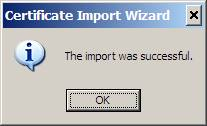 Certificate Import Wizard
The import was successful.
OK